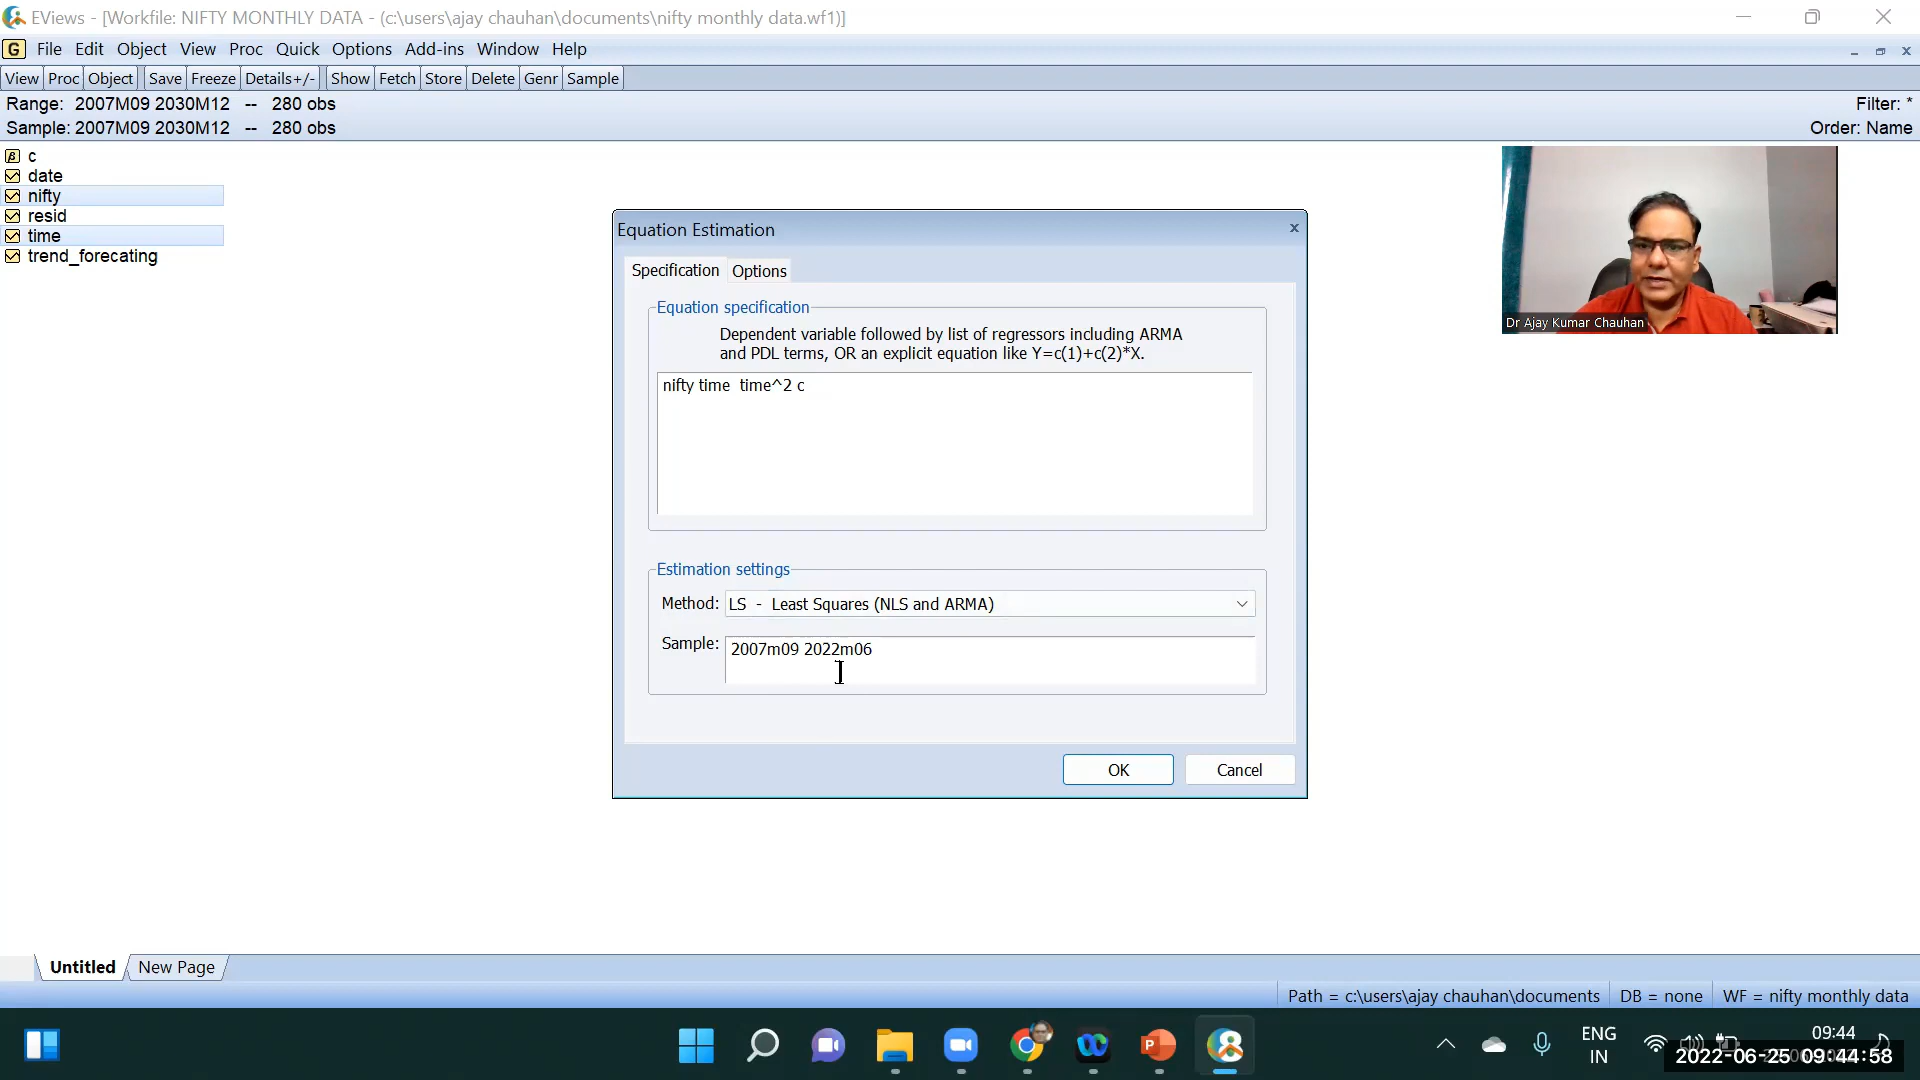 EViews - [Workfile: NIFTY MONTHLY DATA - (c:\users\ajay chauhan\documents\nifty monthly data.wf1)]
G File Edit Object View Proc Quick Options Add-ins Window Help
View Proc Object Save Freeze Details+/- Show Fetch Store Delete Genr Sample
Range: 2007M09 2030M12 -- 280 obs
Filter: *
Sample: 2007M09 2030M12 -- 280 obs
Order: Name
β c
date
nifty
resid
time
trend_forecating
Dr Ajay Kumar Chauhan
Equation Estimation
Specification Options
Equation specification
Dependent variable followed by list of regressors including ARMA
and PDL terms, OR an explicit equation like Y=c(1)+c(2)*X.
nifty time  time^2 c
Estimation settings
Method: LS - Least Squares (NLS and ARMA)
Sample: 2007m09 2022m06
OK Cancel
Untitled New Page
Path = c:\users\ajay chauhan\documents DB = none WF = nifty monthly data
ENG
IN
09:44
2022-06-25 09:44:58